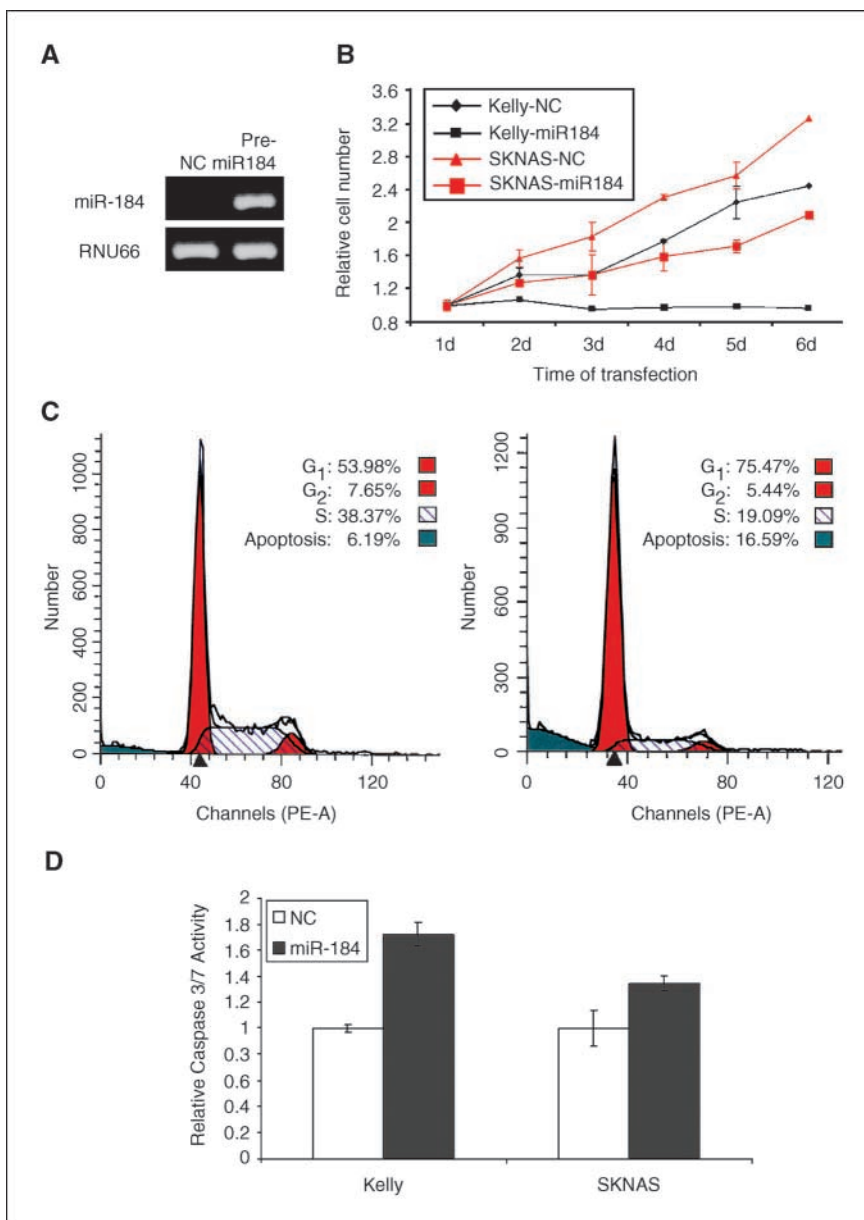 A
Pre-
NC miR184
miR-184
RNU66
B
Relative cell number
3.6
3.2
2.8
2.4
2
1.6
1.2
0.8
Kelly-NC
Kelly-miR184
SKNAS-NC
SKNAS-miR184
1d 2d 3d 4d 5d 6d
Time of transfection
C
Number
1000
800
600
400
200
0
G1: 53.98%
G2: 7.65%
S: 38.37%
Apoptosis: 6.19%
0 40 80 120
Channels (PE-A)
Number
1200
900
600
300
0
G1: 75.47%
G2: 5.44%
S: 19.09%
Apoptosis: 16.59%
0 40 80 120
Channels (PE-A)
D
Relative Caspase 3/7 Activity
2
1.8
1.6
1.4
1.2
1
0.3
0.6
0.4
0.2
0
NC
miR-184
Kelly SKNAS